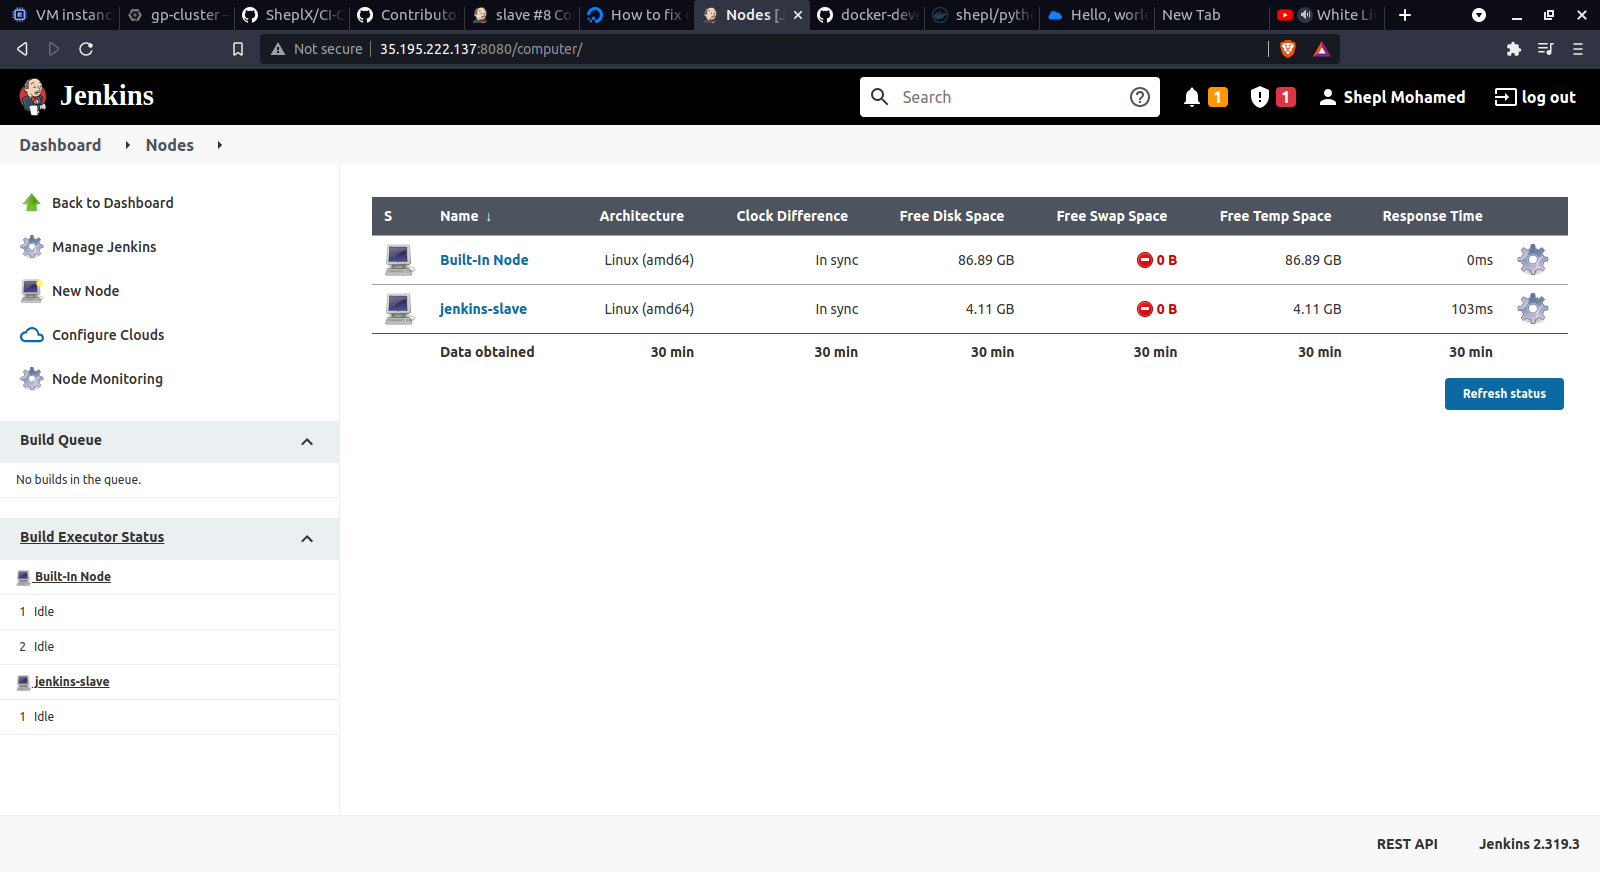 VM instanc
gp-cluster –
SheplX/CI-C
Contributo
slave #8 Co
How to fix
Nodes [J
docker-deve
shepl/pytho
Hello, worl
New Tab
White Li
Not secure
35.195.222.137:8080/computer/
Jenkins
Search
1
1
Shepl Mohamed
log out
Dashboard
Nodes
Back to Dashboard
Manage Jenkins
New Node
Configure Clouds
Node Monitoring
Build Queue
No builds in the queue.
Build Executor Status
Built-In Node
1 Idle
2 Idle
jenkins-slave
1 Idle
S Name ↓ Architecture Clock Difference Free Disk Space Free Swap Space Free Temp Space Response Time
Built-In Node Linux (amd64) In sync 86.89 GB 0 B 86.89 GB 0ms
jenkins-slave Linux (amd64) In sync 4.11 GB 0 B 4.11 GB 103ms
Data obtained 30 min 30 min 30 min 30 min 30 min 30 min
Refresh status
REST API
Jenkins 2.319.3